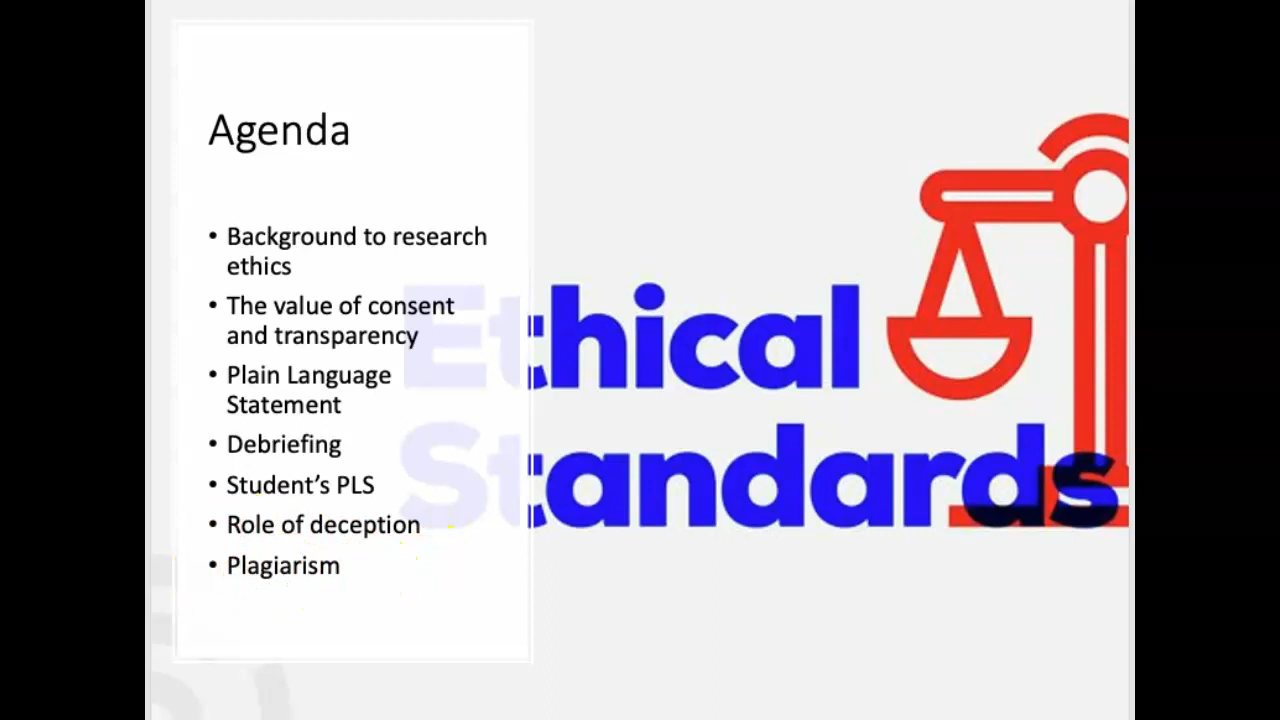 Agenda
• Background to research
ethics
• The value of consent
and transparency
• Plain Language
Statement
• Debriefing
• Student’s PLS
• Role of deception
• Plagiarism
Ethical
Standards